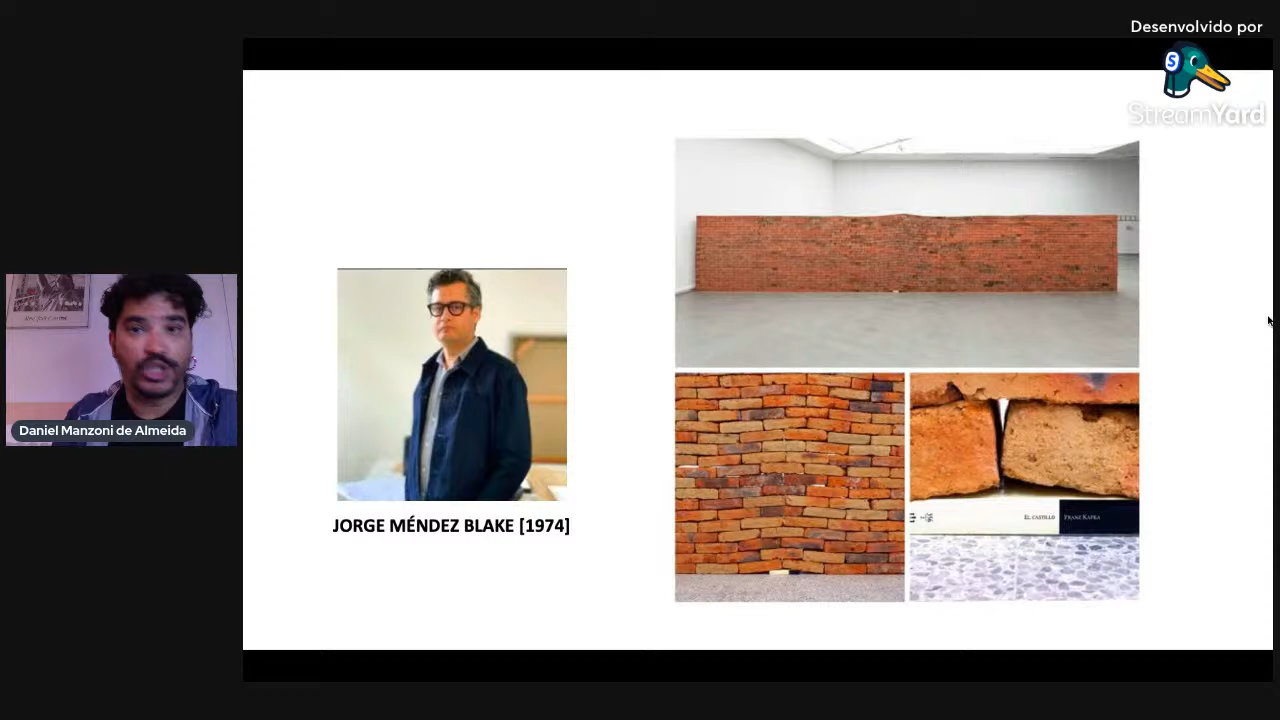 Desenvolvido por
StreamYard
EL CASTILLO FRANZ KAFKA
Daniel Manzoni de Almeida
JORGE MÉNDEZ BLAKE [1974]